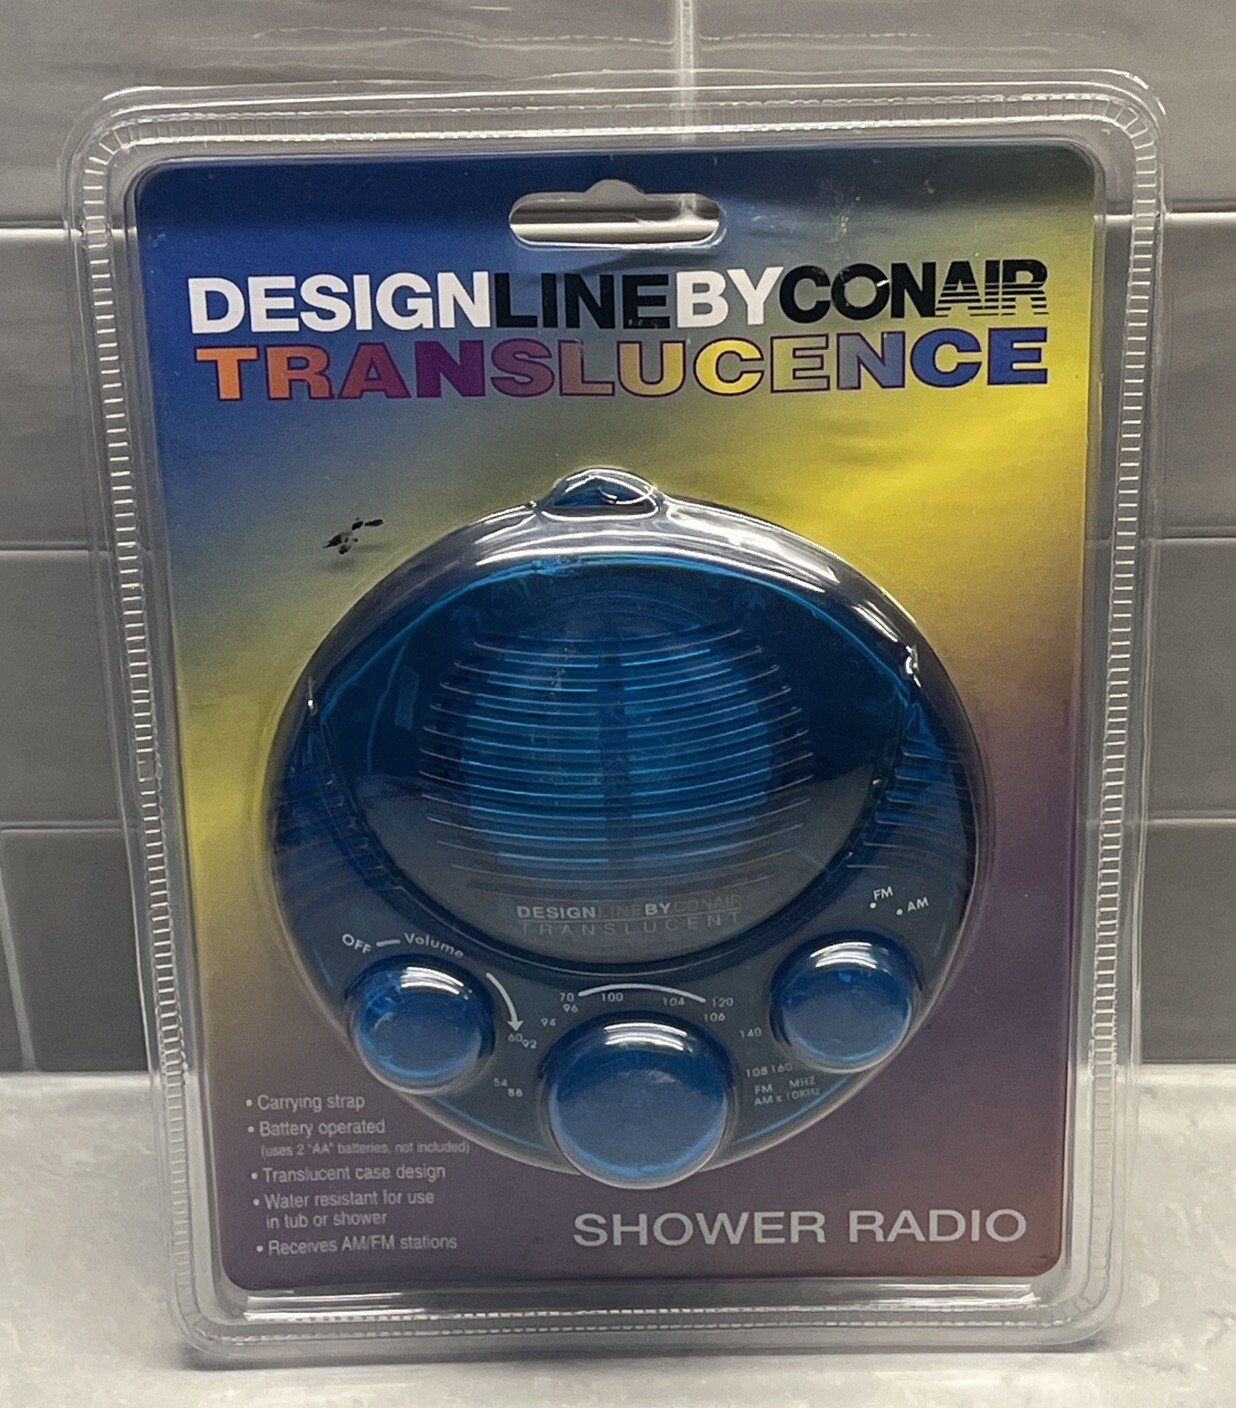 DESIGNLINEBYCONAIR
TRANSLUCENCE
DESIGNLINEBYCONAIR
TRANSLUCENT
FM
AM
OFF Volume
70 100 104 120
96 106
94 140
60 92
54
88
108 160
FM MHZ
AM x 10KHz
• Carrying strap
• Battery operated
(uses 2 "AA" batteries, not included)
• Translucent case design
• Water resistant for use
in tub or shower
• Receives AM/FM stations
SHOWER RADIO